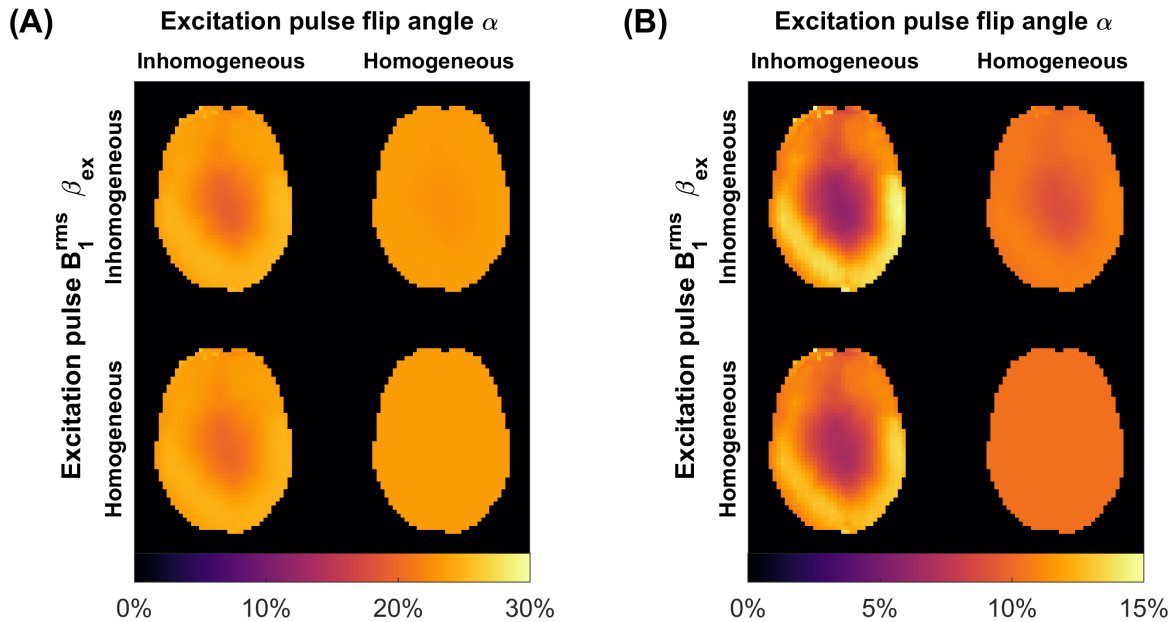 (A)
Excitation pulse flip angle α
Inhomogeneous Homogeneous
Excitation pulse B₁ʳᵐˢ βₑₓ
Inhomogeneous
Homogeneous
0% 10% 20% 30%
(B)
Excitation pulse flip angle α
Inhomogeneous Homogeneous
Excitation pulse B₁ʳᵐˢ βₑₓ
Inhomogeneous
Homogeneous
0% 5% 10% 15%